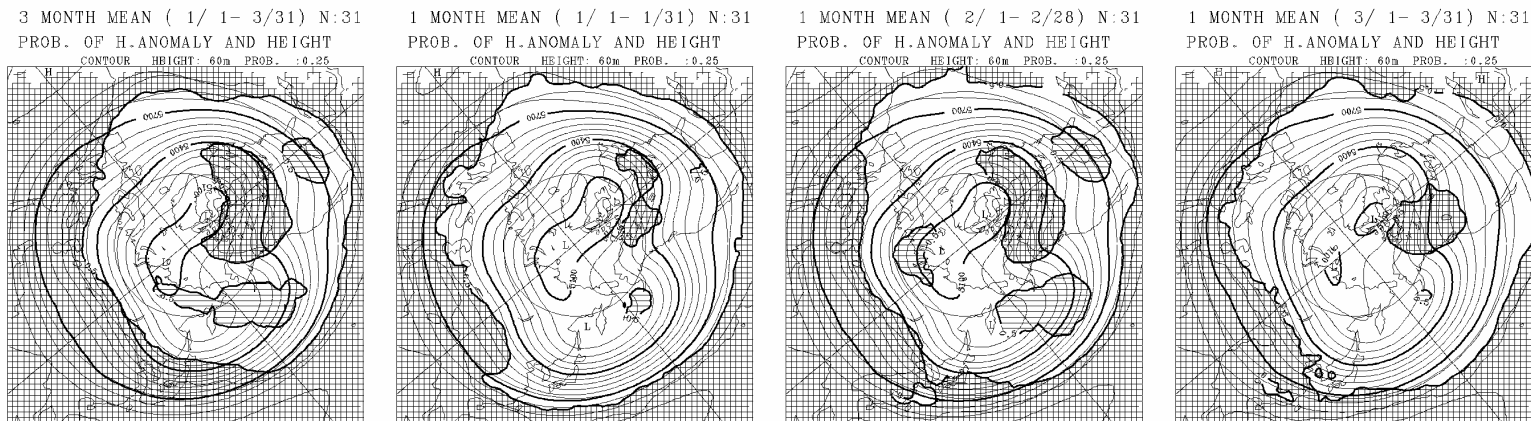 3 MONTH MEAN ( 1/ 1- 3/31) N:31
PROB. OF H.ANOMALY AND HEIGHT
CONTOUR HEIGHT: 60m PROB. :0.25
H
5700
5400
L
1 MONTH MEAN ( 1/ 1- 1/31) N:31
PROB. OF H.ANOMALY AND HEIGHT
CONTOUR HEIGHT: 60m PROB. :0.25
H
5700
5400
L
5100
L
1 MONTH MEAN ( 2/ 1- 2/28) N:31
PROB. OF H.ANOMALY AND HEIGHT
CONTOUR HEIGHT: 60m PROB. :0.25
5700
5400
L
5100
0.5
1 MONTH MEAN ( 3/ 1- 3/31) N:31
PROB. OF H.ANOMALY AND HEIGHT
CONTOUR HEIGHT: 60m PROB. :0.25
H
H
5700
5400